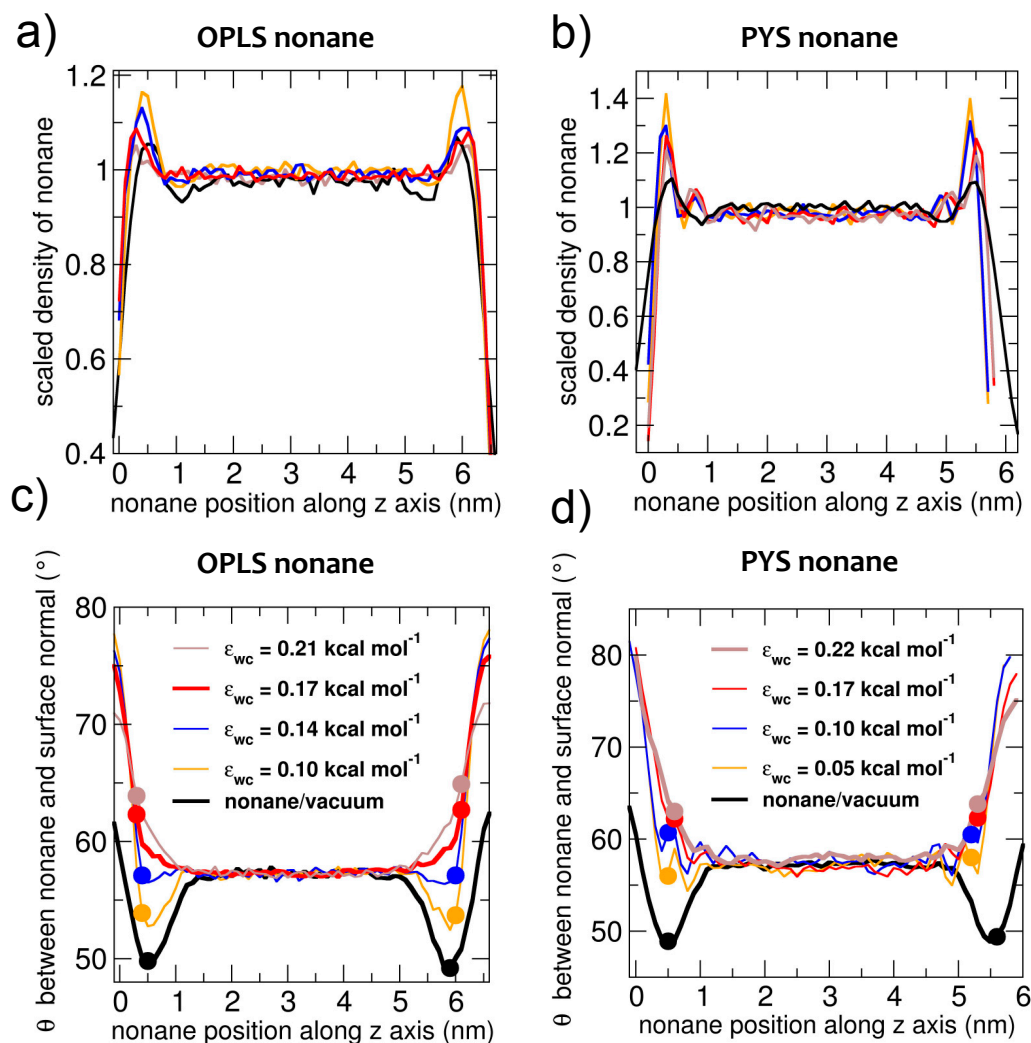 a)
OPLS nonane
scaled density of nonane
1.2
1
0.8
0.6
0.4
0 1 2 3 4 5 6
nonane position along z axis (nm)
b)
PYS nonane
scaled density of nonane
1.4
1.2
1
0.8
0.6
0.4
0.2
0 1 2 3 4 5 6
nonane position along z axis (nm)
c)
OPLS nonane
θ between nonane and surface normal (°)
80
70
60
50
εwc = 0.21 kcal mol⁻¹
εwc = 0.17 kcal mol⁻¹
εwc = 0.14 kcal mol⁻¹
εwc = 0.10 kcal mol⁻¹
nonane/vacuum
0 1 2 3 4 5 6
nonane position along z axis (nm)
d)
PYS nonane
θ between nonane and surface normal (°)
80
70
60
50
εwc = 0.22 kcal mol⁻¹
εwc = 0.17 kcal mol⁻¹
εwc = 0.10 kcal mol⁻¹
εwc = 0.05 kcal mol⁻¹
nonane/vacuum
0 1 2 3 4 5 6
nonane position along z axis (nm)